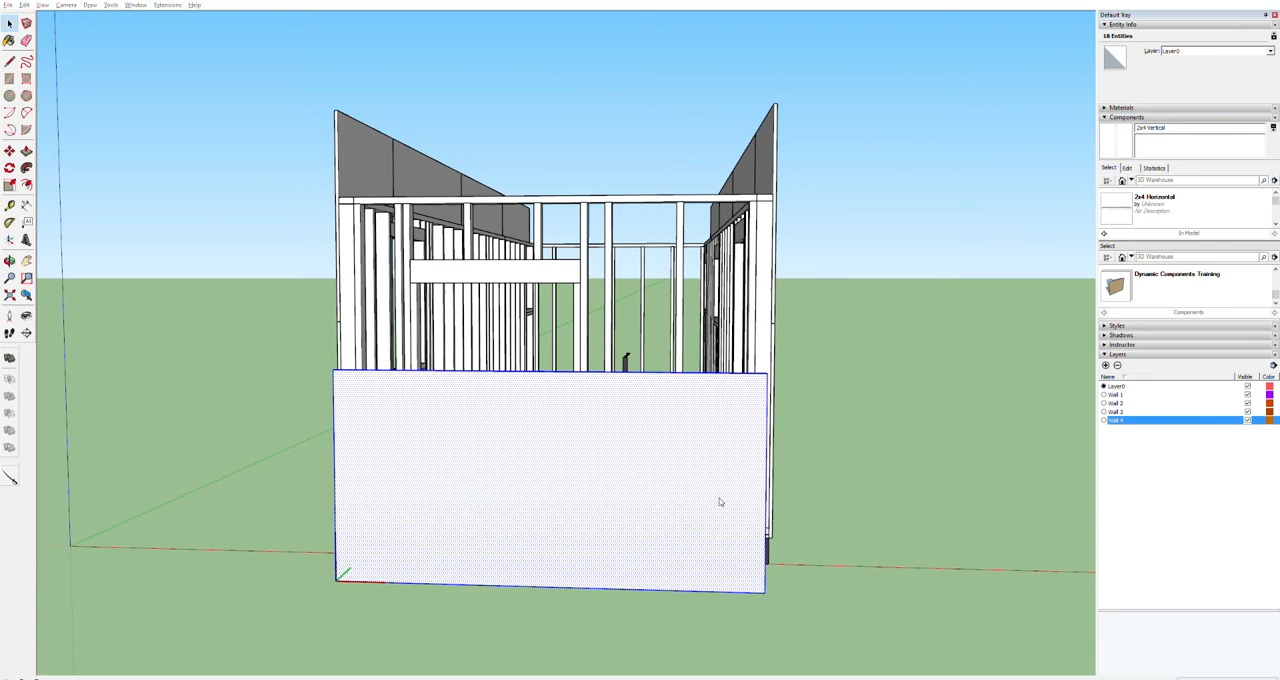 File Edit View Camera Draw Tools Window Extensions Help
Default Tray
Entity Info
18 Entities
Layer: Layer0
Materials
Components
2x4 Vertical
Select Edit Statistics
3D Warehouse
2x4 Horizontal
by Unknown
No Description
In Model
Select
3D Warehouse
Dynamic Components Training
Components
Styles
Shadows
Instructor
Layers
Name Visible Color
Layer0
Wall 1
Wall 2
Wall 3
Wall 4